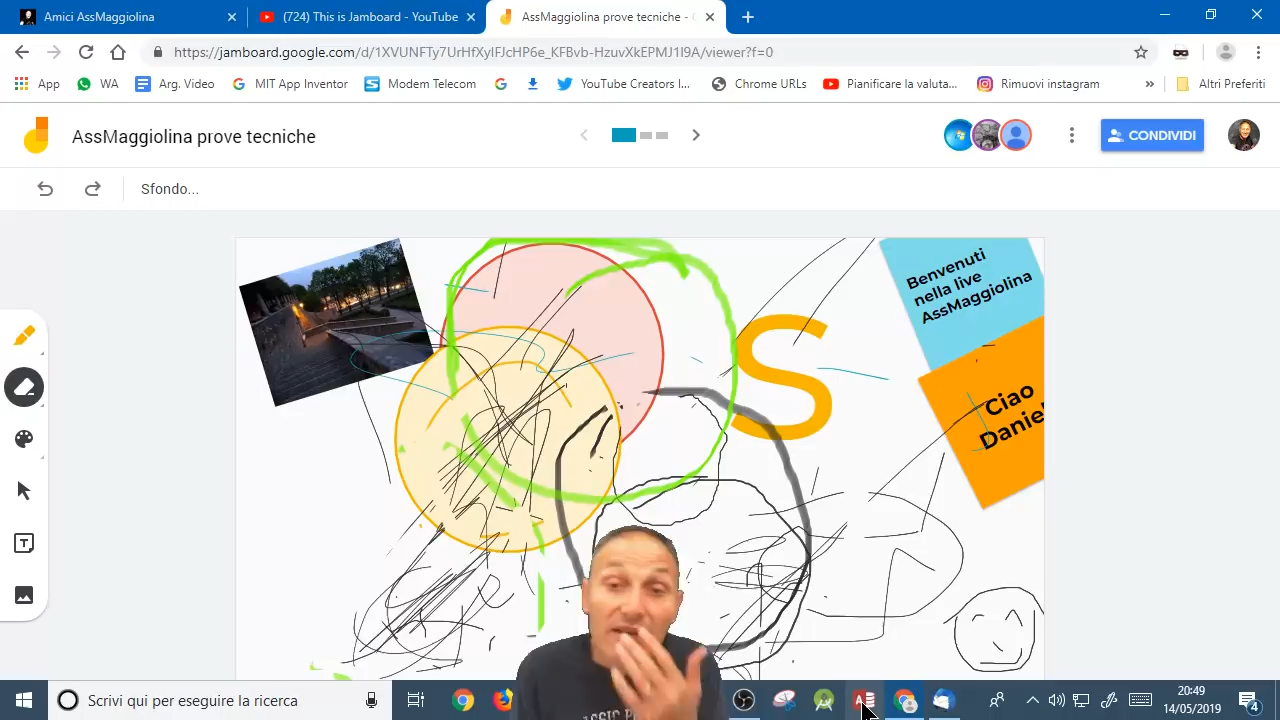 Amici AssMaggiolina
(724) This is Jamboard - YouTube
AssMaggiolina prove tecniche -
https://jamboard.google.com/d/1XVUNFTy7UrHfXyIFJcHP6e_KFBvb-HzuvXkEPMJ1I9A/viewer?f=0
App
WA
Arg. Video
MIT App Inventor
Modem Telecom
YouTube Creators I...
Chrome URLs
Pianificare la valuta...
Rimuovi instagram
»
Altri Preferiti
AssMaggiolina prove tecniche
CONDIVIDI
Sfondo...
Benvenuti
nella live
AssMaggiolina
S
Ciao
Daniel
Scrivi qui per eseguire la ricerca
20:49
14/05/2019
4